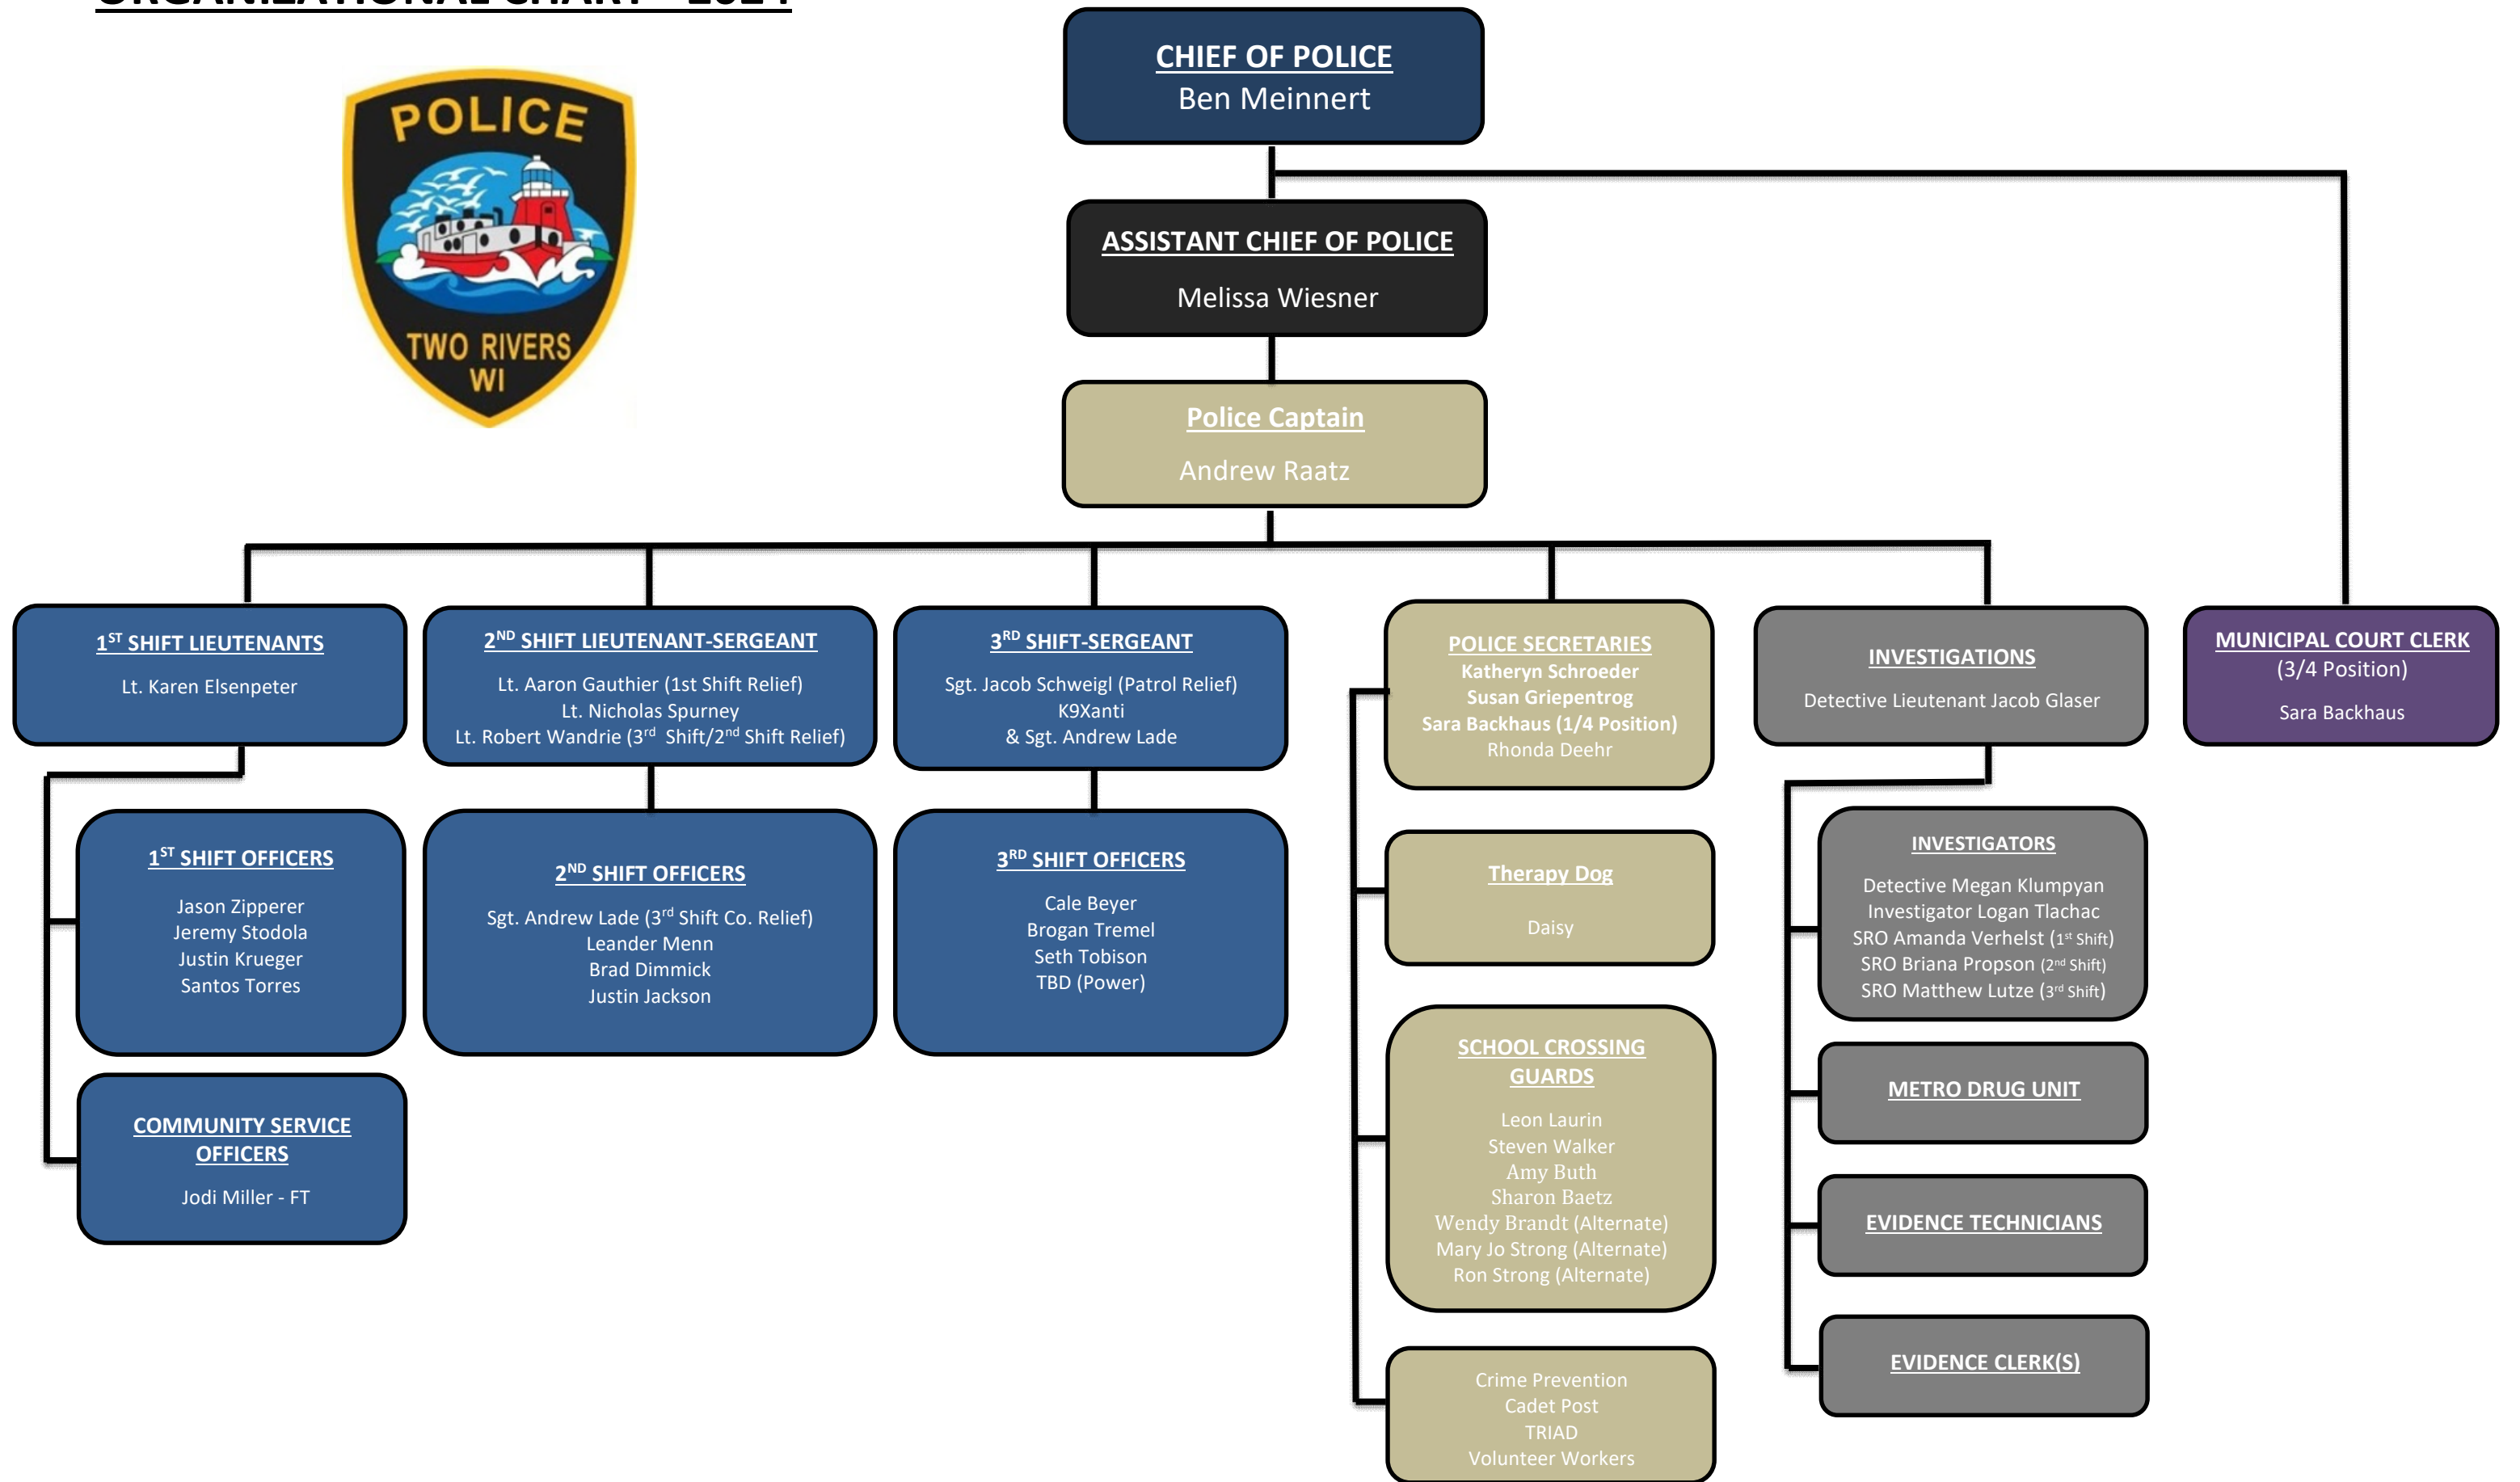 ORGANIZATIONAL CHART - 2024
POLICE
TWO RIVERS
WI
CHIEF OF POLICE
Ben Meinnert
ASSISTANT CHIEF OF POLICE
Melissa Wiesner
Police Captain
Andrew Raatz
1ST SHIFT LIEUTENANTS
Lt. Karen Elsenpeter
2ND SHIFT LIEUTENANT-SERGEANT
Lt. Aaron Gauthier (1st Shift Relief)
Lt. Nicholas Spurney
Lt. Robert Wandrie (3rd Shift/2nd Shift Relief)
3RD SHIFT-SERGEANT
Sgt. Jacob Schweigl (Patrol Relief)
K9Xanti
& Sgt. Andrew Lade
POLICE SECRETARIES
Katheryn Schroeder
Susan Griepentrog
Sara Backhaus (1/4 Position)
Rhonda Deehr
INVESTIGATIONS
Detective Lieutenant Jacob Glaser
MUNICIPAL COURT CLERK
(3/4 Position)
Sara Backhaus
1ST SHIFT OFFICERS
Jason Zipperer
Jeremy Stodola
Justin Krueger
Santos Torres
2ND SHIFT OFFICERS
Sgt. Andrew Lade (3rd Shift Co. Relief)
Leander Menn
Brad Dimmick
Justin Jackson
3RD SHIFT OFFICERS
Cale Beyer
Brogan Tremel
Seth Tobison
TBD (Power)
Therapy Dog
Daisy
INVESTIGATORS
Detective Megan Klumpyan
Investigator Logan Tlachac
SRO Amanda Verhelst (1st Shift)
SRO Briana Propson (2nd Shift)
SRO Matthew Lutze (3rd Shift)
COMMUNITY SERVICE
OFFICERS
Jodi Miller - FT
SCHOOL CROSSING
GUARDS
Leon Laurin
Steven Walker
Amy Buth
Sharon Baetz
Wendy Brandt (Alternate)
Mary Jo Strong (Alternate)
Ron Strong (Alternate)
METRO DRUG UNIT
EVIDENCE TECHNICIANS
EVIDENCE CLERK(S)
Crime Prevention
Cadet Post
TRIAD
Volunteer Workers